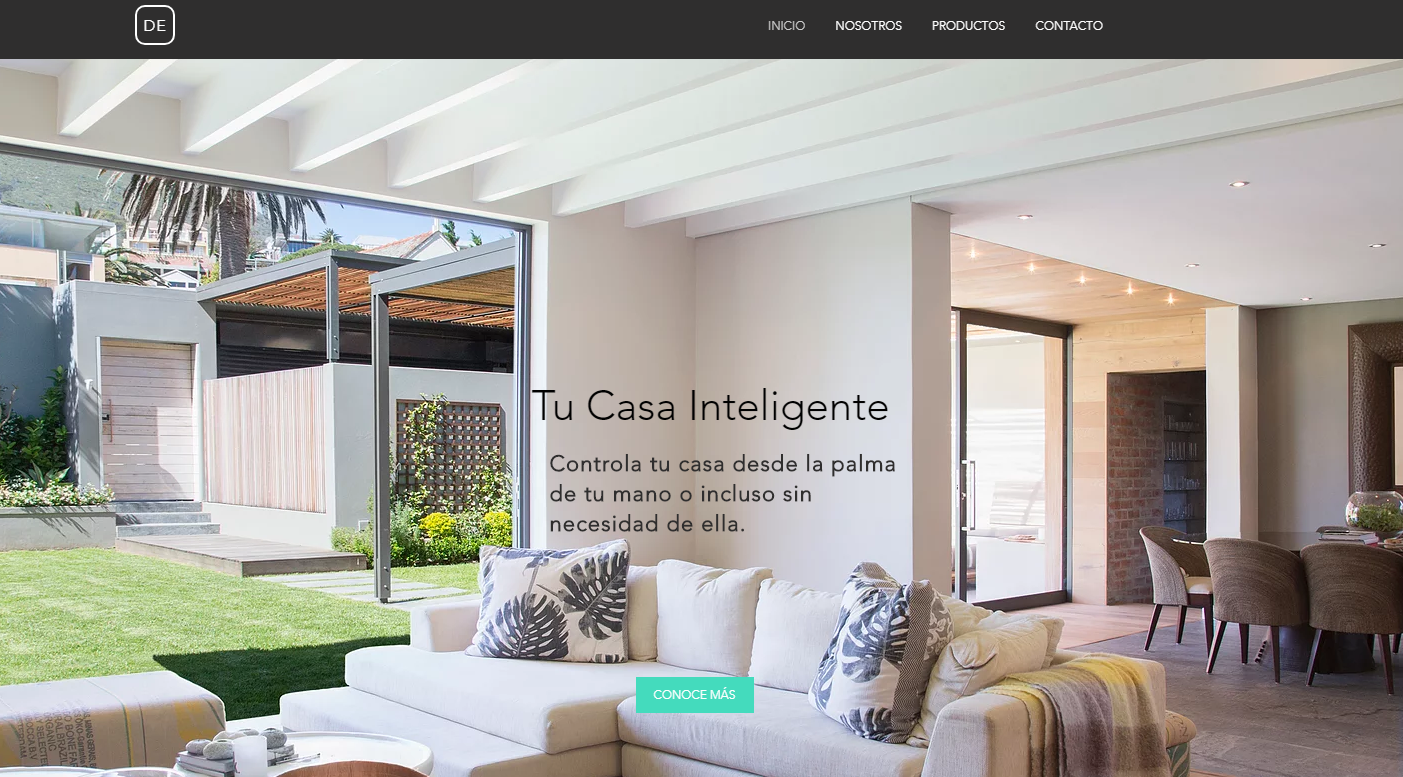 DE
INICIO NOSOTROS PRODUCTOS CONTACTO
Tu Casa Inteligente
Controla tu casa desde la palma
de tu mano o incluso sin
necesidad de ella.
CONOCE MÁS